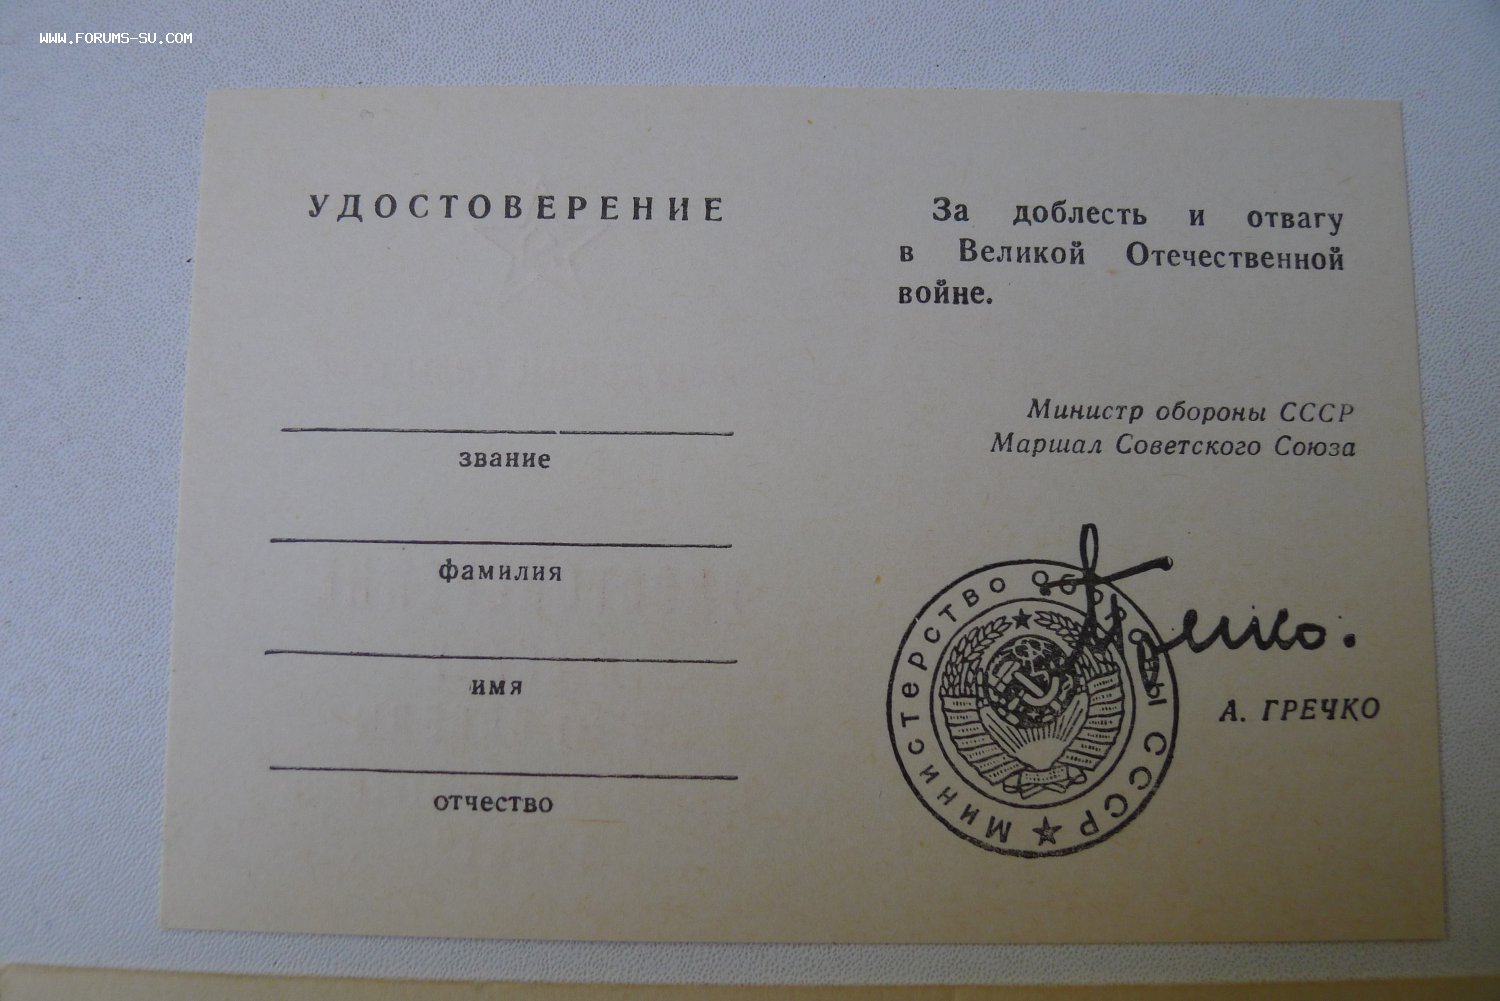 WWW.FORUMS-SU.COM
УДОСТОВЕРЕНИЕ
звание
фамилия
имя
отчество
За доблесть и отвагу
в Великой Отечественной
войне.
Министр обороны СССР
Маршал Советского Союза
МИНИСТЕРСТВО ОБОРОНЫ СССР
А. ГРЕЧКО